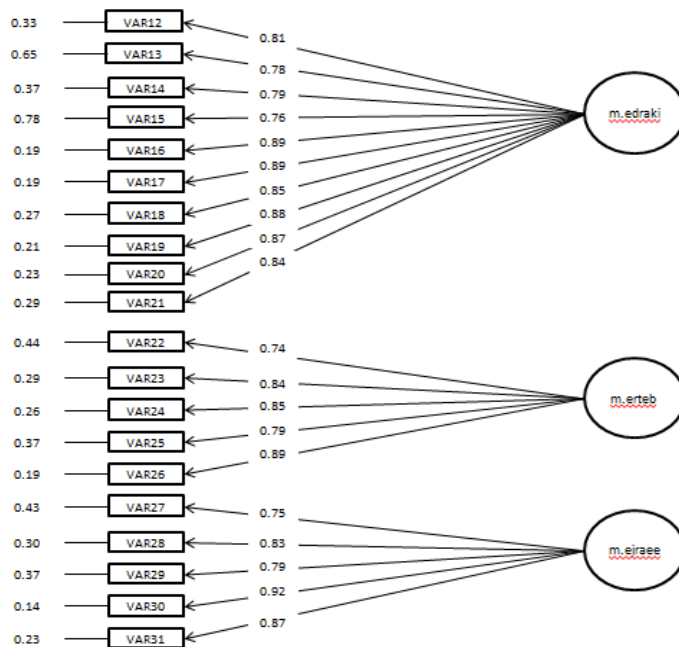 0.33 VAR12 0.81
0.65 VAR13 0.78
0.37 VAR14 0.79 m.edraki
0.78 VAR15 0.76
0.19 VAR16 0.89
0.19 VAR17 0.89
0.27 VAR18 0.85
0.21 VAR19 0.88
0.23 VAR20 0.87
0.29 VAR21 0.84
0.44 VAR22 0.74
0.29 VAR23 0.84
0.26 VAR24 0.85 m.erteb
0.37 VAR25 0.79
0.19 VAR26 0.89
0.43 VAR27 0.75
0.30 VAR28 0.83 m.ejraee
0.37 VAR29 0.79
0.14 VAR30 0.92
0.23 VAR31 0.87